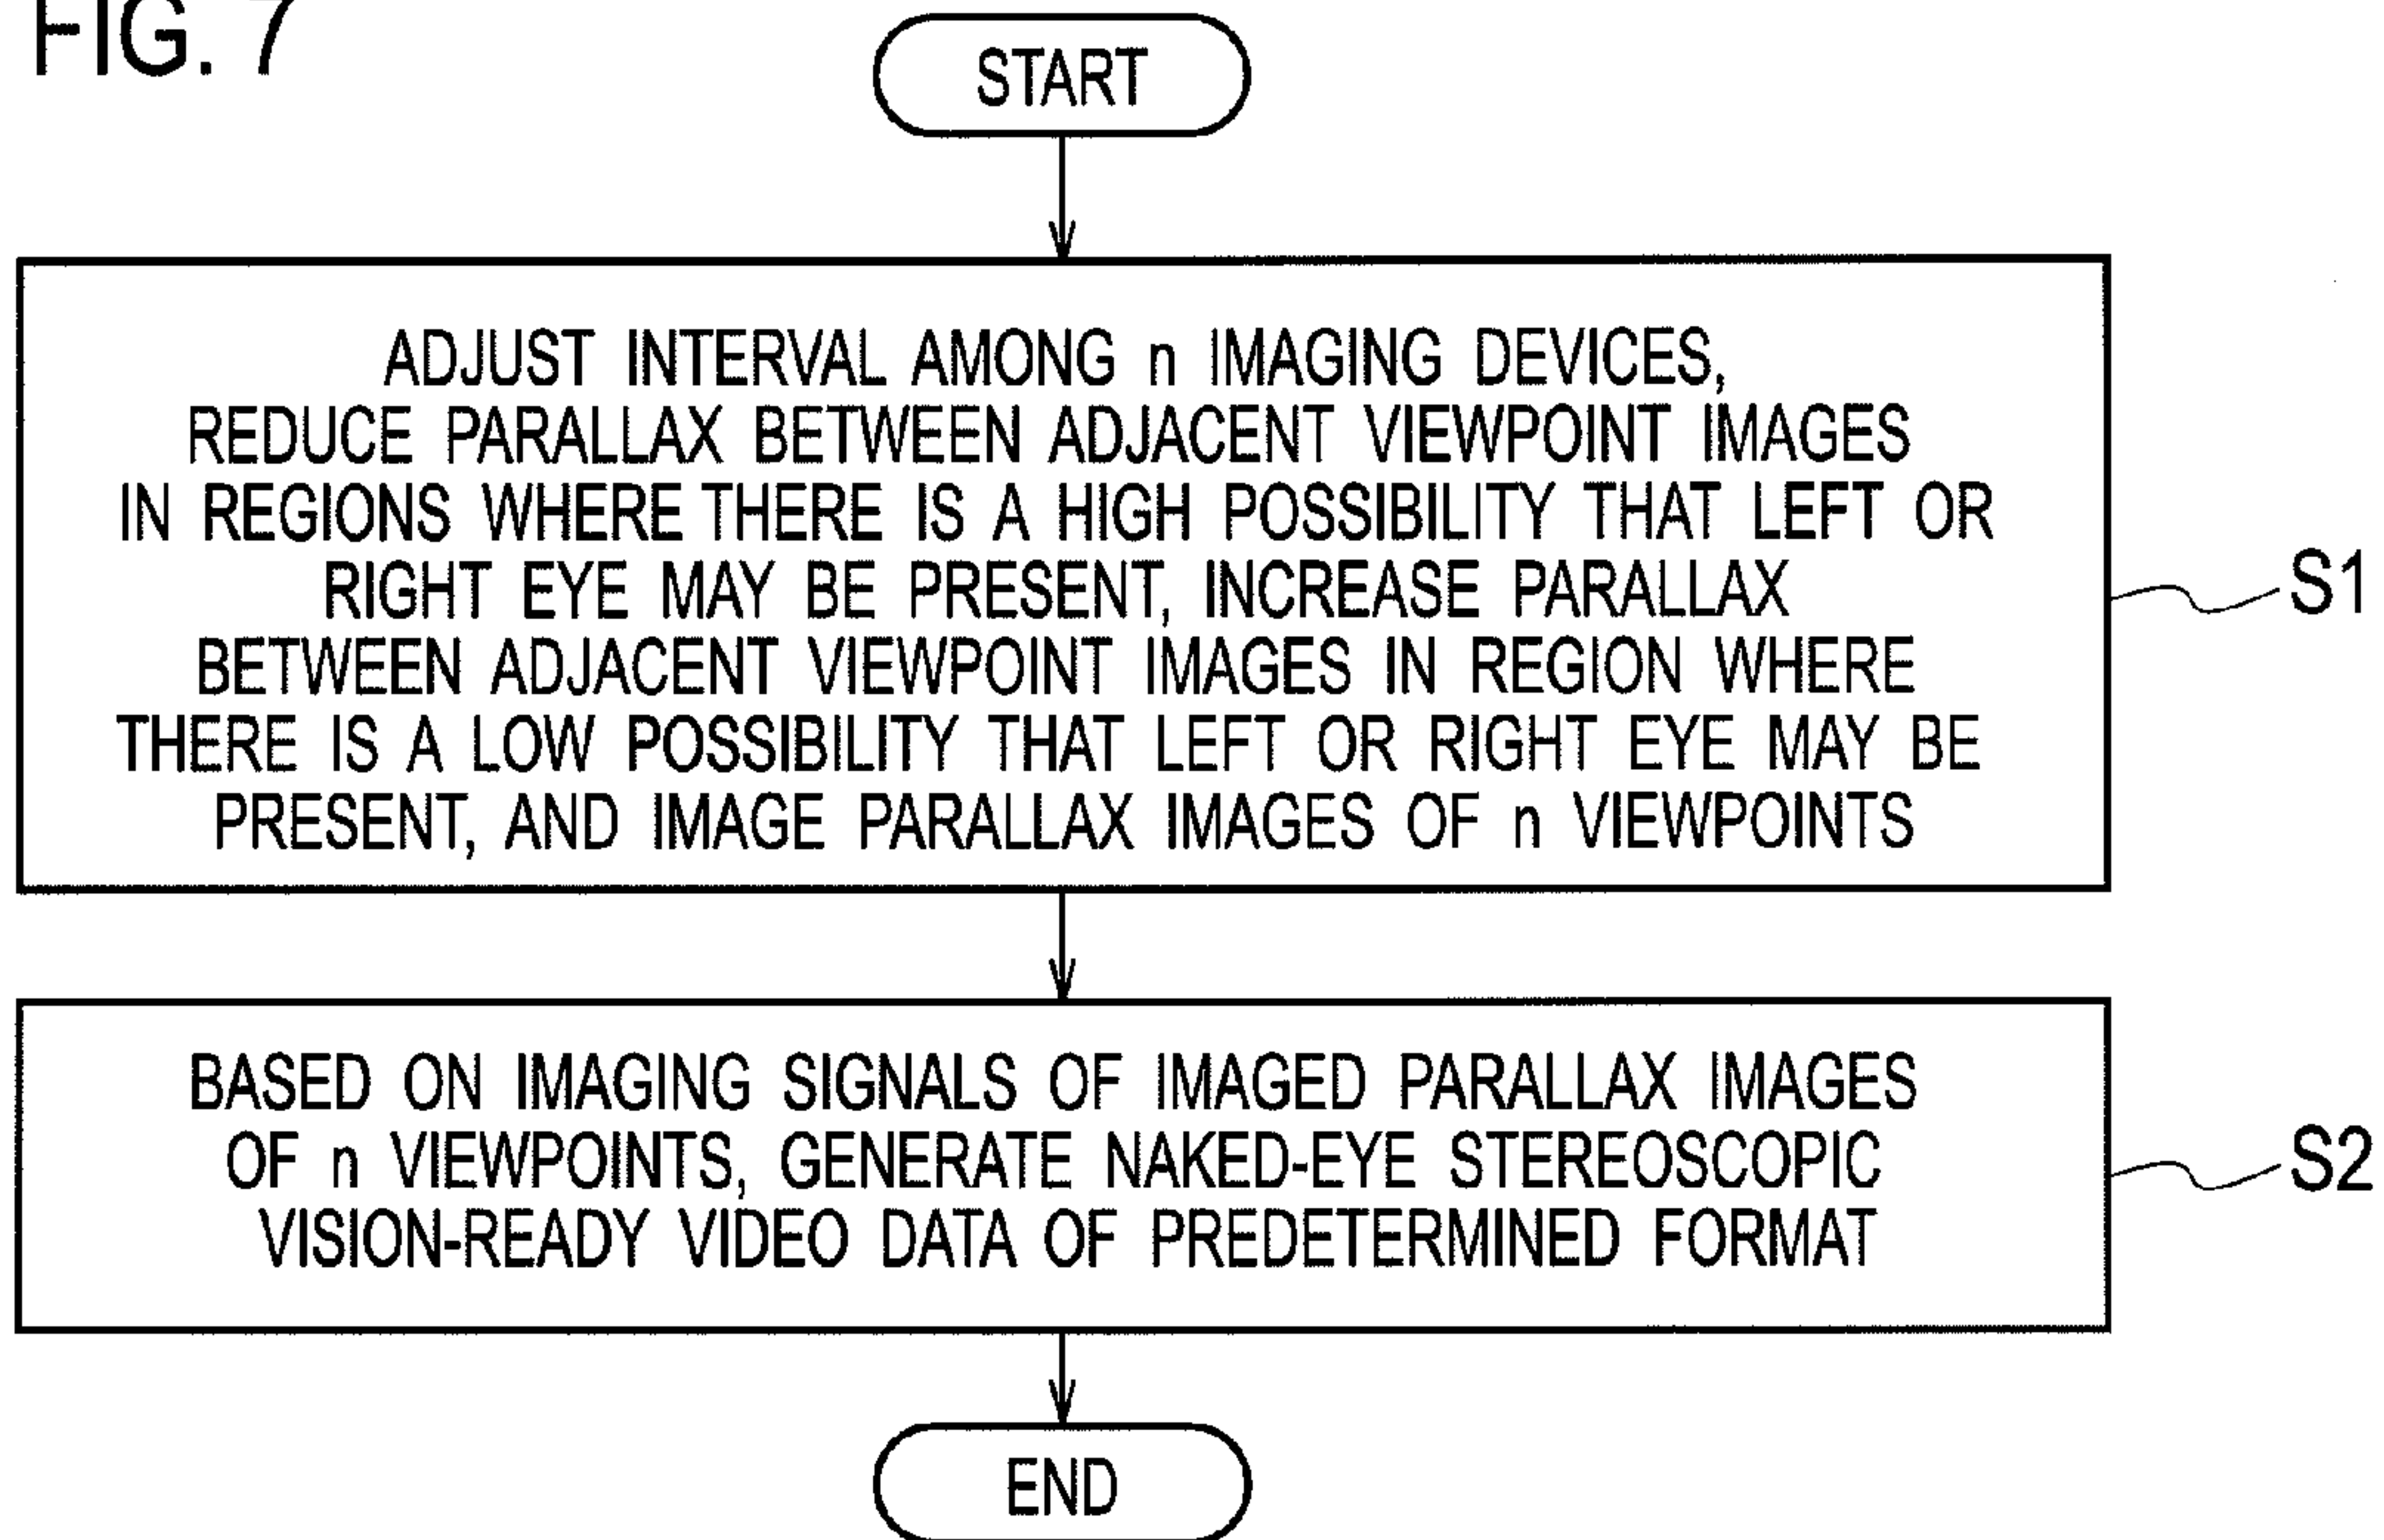 FIG. 7
START
ADJUST INTERVAL AMONG n IMAGING DEVICES,
REDUCE PARALLAX BETWEEN ADJACENT VIEWPOINT IMAGES
IN REGIONS WHERE THERE IS A HIGH POSSIBILITY THAT LEFT OR
RIGHT EYE MAY BE PRESENT, INCREASE PARALLAX
BETWEEN ADJACENT VIEWPOINT IMAGES IN REGION WHERE
THERE IS A LOW POSSIBILITY THAT LEFT OR RIGHT EYE MAY BE
PRESENT, AND IMAGE PARALLAX IMAGES OF n VIEWPOINTS
S1
BASED ON IMAGING SIGNALS OF IMAGED PARALLAX IMAGES
OF n VIEWPOINTS, GENERATE NAKED-EYE STEREOSCOPIC
VISION-READY VIDEO DATA OF PREDETERMINED FORMAT
S2
END